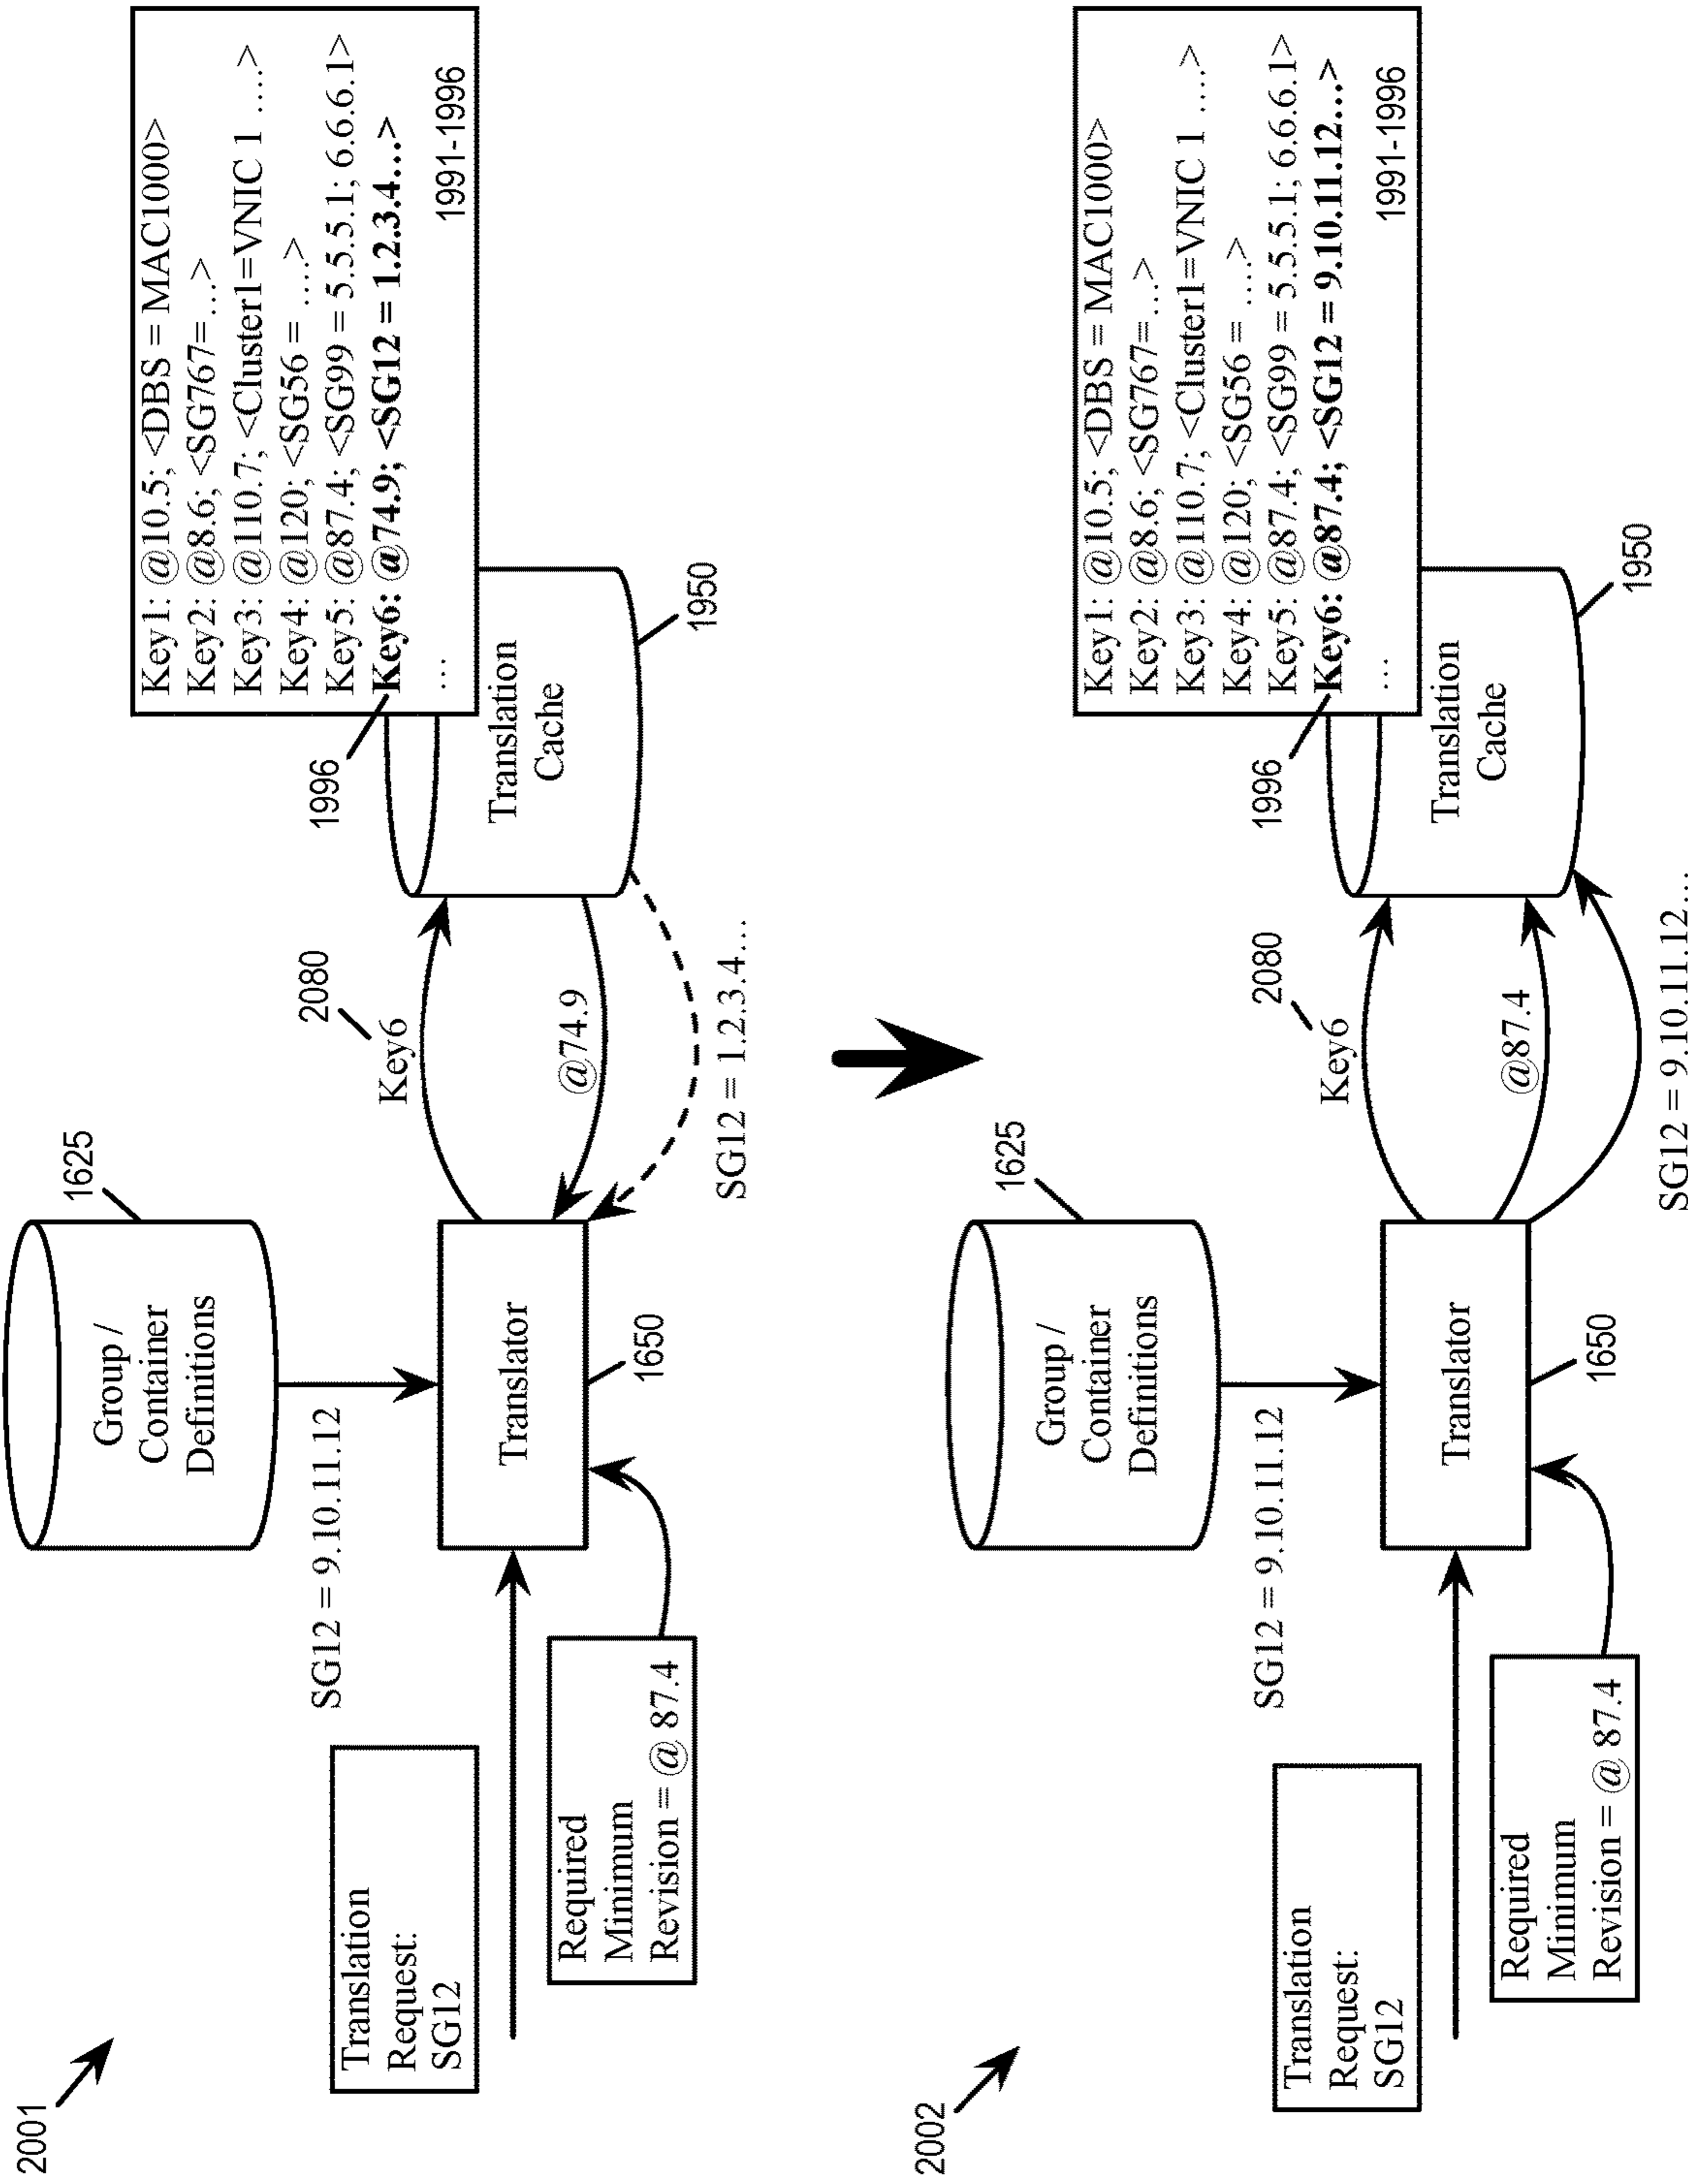 2001
Translation
Request:
SG12
Required
Minimum
Revision = @ 87.4
SG12 = 9.10.11.12
Group /
Container
Definitions
1625
Translator
1650
2080
Key6
@74.9
SG12 = 1.2.3.4...
1996
Translation
Cache
1950
Key1: @10.5; <DBS = MAC1000>
Key2: @8.6; <SG767=...>
Key3: @110.7; <Cluster1=VNIC 1 ....>
Key4: @120; <SG56 = ....>
Key5: @87.4; <SG99 = 5.5.5.1; 6.6.6.1>
Key6: @74.9; <SG12 = 1.2.3.4...>
...
1991-1996
2002
Translation
Request:
SG12
Required
Minimum
Revision = @ 87.4
SG12 = 9.10.11.12
Group /
Container
Definitions
1625
Translator
1650
2080
Key6
@87.4
SG12 = 9.10.11.12...
1996
Translation
Cache
1950
Key1: @10.5; <DBS = MAC1000>
Key2: @8.6; <SG767=...>
Key3: @110.7; <Cluster1=VNIC 1 ....>
Key4: @120; <SG56 = ....>
Key5: @87.4; <SG99 = 5.5.5.1; 6.6.6.1>
Key6: @87.4; <SG12 = 9.10.11.12...>
...
1991-1996